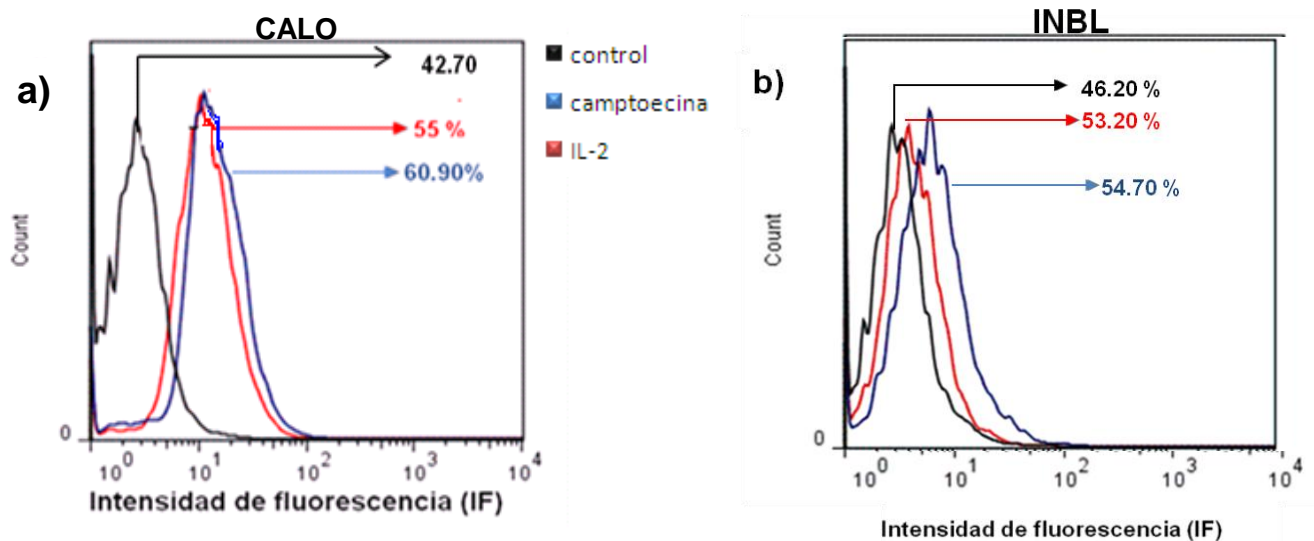 CALO
a)
42.70
55 %
60.90%
control
camptoecina
IL-2
Count
0
10^0 10^1 10^2 10^3 10^4
Intensidad de fluorescencia (IF)
INBL
b)
46.20 %
53.20 %
54.70 %
Count
0
10^0 10^1 10^2 10^3 10^4
Intensidad de fluorescencia (IF)